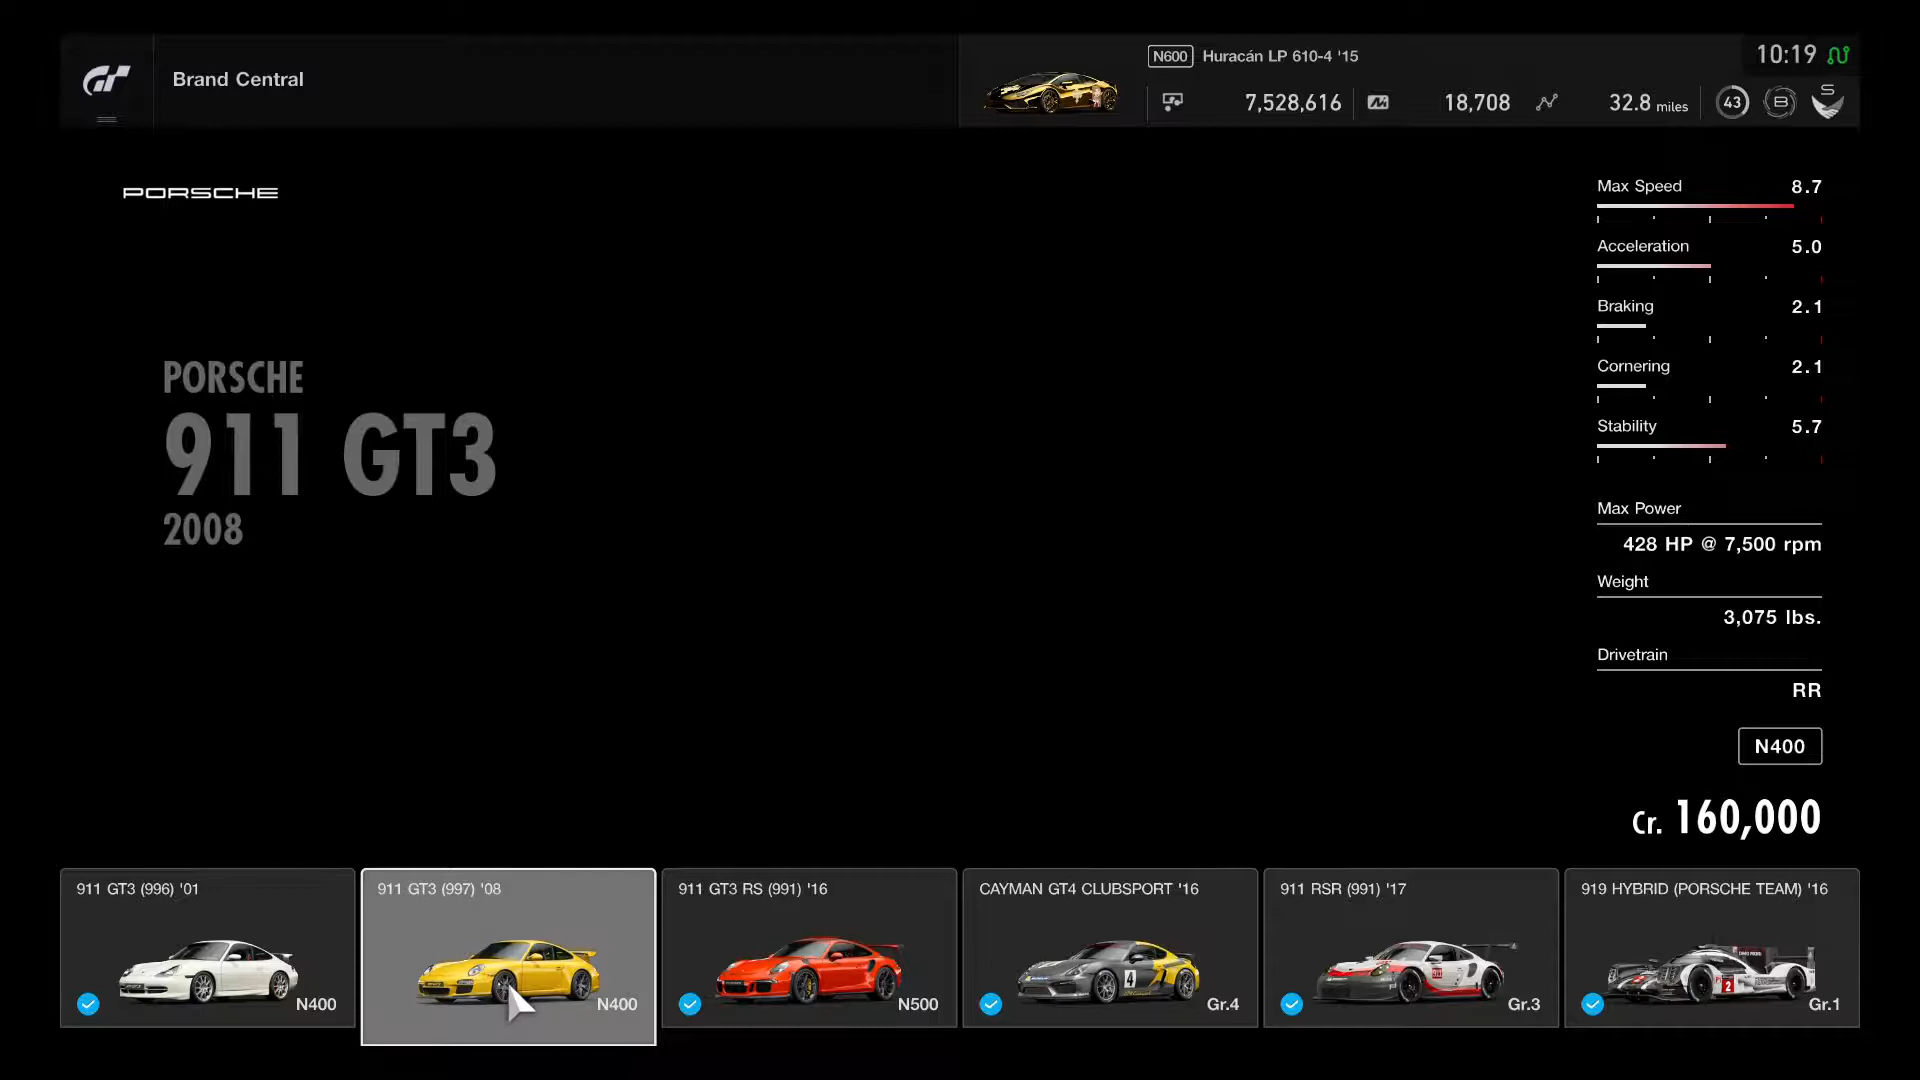 Brand Central
N600 Huracán LP 610-4 '15
7,528,616
18,708
32.8 miles
10:19
43
B
S
PORSCHE
PORSCHE
911 GT3
2008
Max Speed 8.7
Acceleration 5.0
Braking 2.1
Cornering 2.1
Stability 5.7
Max Power
428 HP @ 7,500 rpm
Weight
3,075 lbs.
Drivetrain
RR
N400
Cr. 160,000
911 GT3 (996) '01
N400
911 GT3 (997) '08
N400
911 GT3 RS (991) '16
N500
CAYMAN GT4 CLUBSPORT '16
4
Gr.4
911 RSR (991) '17
Gr.3
919 HYBRID (PORSCHE TEAM) '16
2
Gr.1